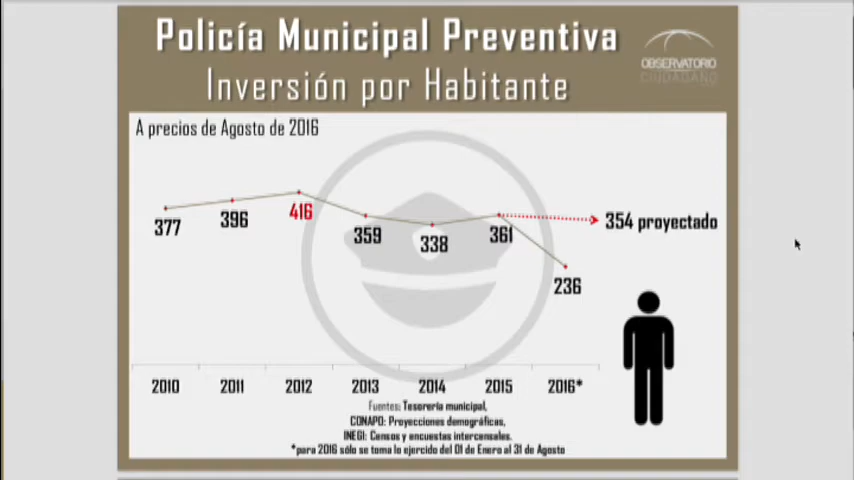 Policía Municipal Preventiva
Inversión por Habitante
OBSERVATORIO
CIUDADANO
A precios de Agosto de 2016
377
396
416
359
338
361
354 proyectado
236
2010 2011 2012 2013 2014 2015 2016*
Fuentes: Tesorería municipal,
CONAPO: Proyecciones demográficas,
INEGI: Censos y encuestas intercensales.
*para 2016 sólo se toma lo ejercido del 01 de Enero al 31 de Agosto